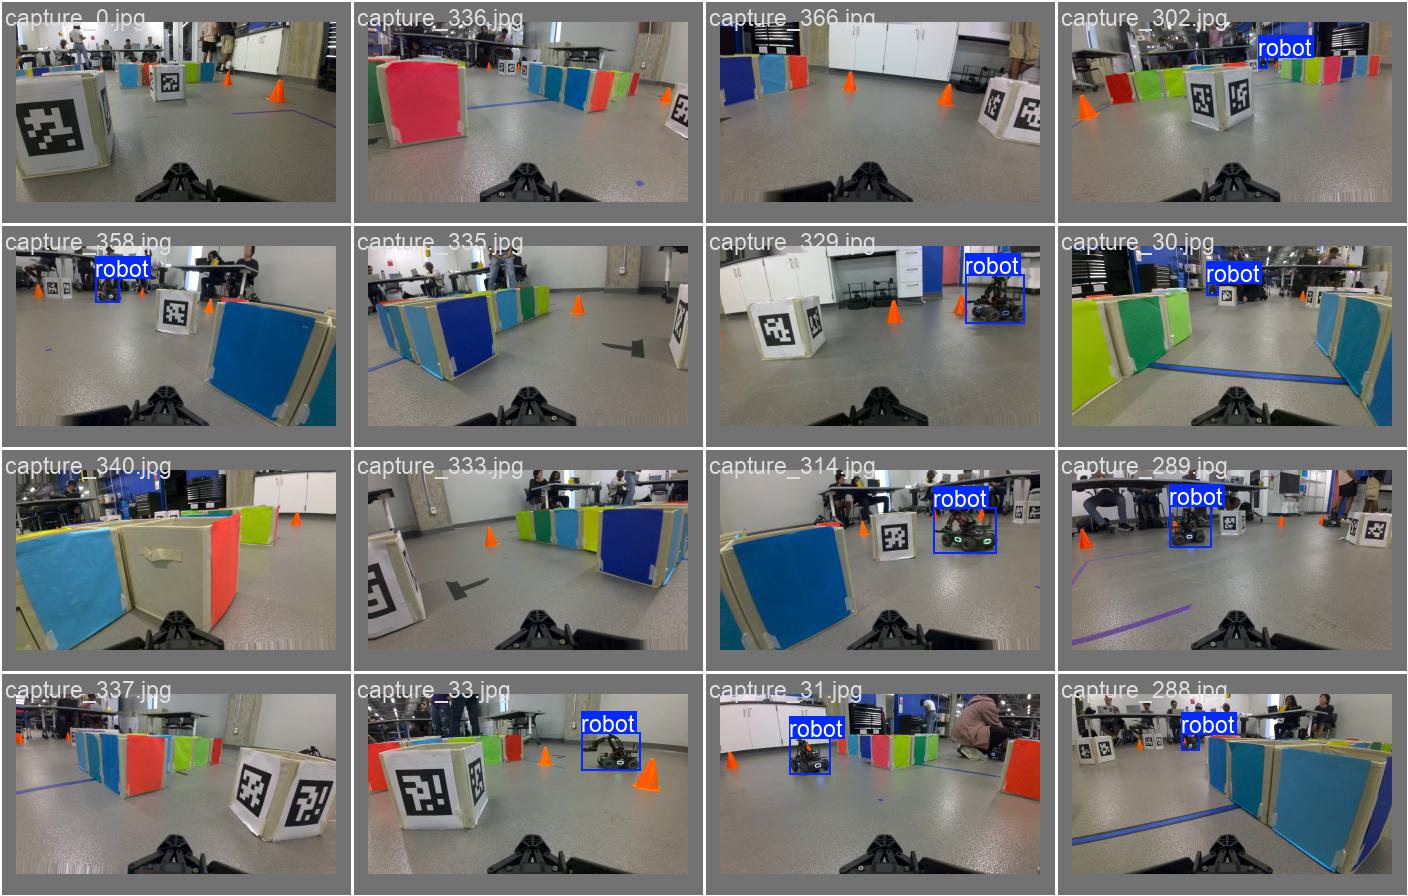 capture_0.jpg
capture_336.jpg
capture_366.jpg
capture_302.jpg
robot
capture_358.jpg
robot
capture_335.jpg
capture_329.jpg
robot
capture_30.jpg
robot
capture_340.jpg
capture_333.jpg
capture_314.jpg
robot
capture_289.jpg
robot
capture_337.jpg
capture_33.jpg
robot
capture_31.jpg
robot
capture_288.jpg
robot